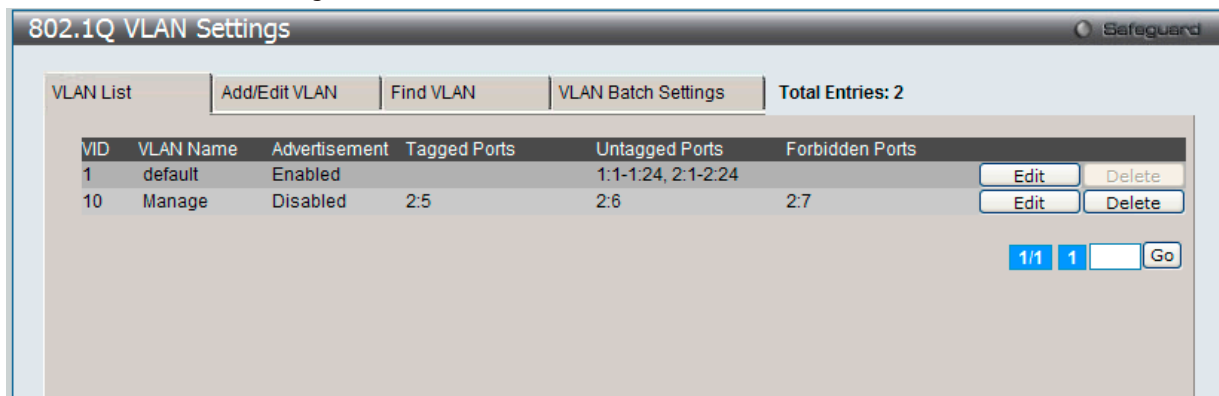 802.1Q VLAN Settings Safeguard
VLAN List Add/Edit VLAN Find VLAN VLAN Batch Settings Total Entries: 2
VID VLAN Name Advertisement Tagged Ports Untagged Ports Forbidden Ports
1 default Enabled 1:1-1:24, 2:1-2:24 Edit Delete
10 Manage Disabled 2:5 2:6 2:7 Edit Delete
1/1 1 Go